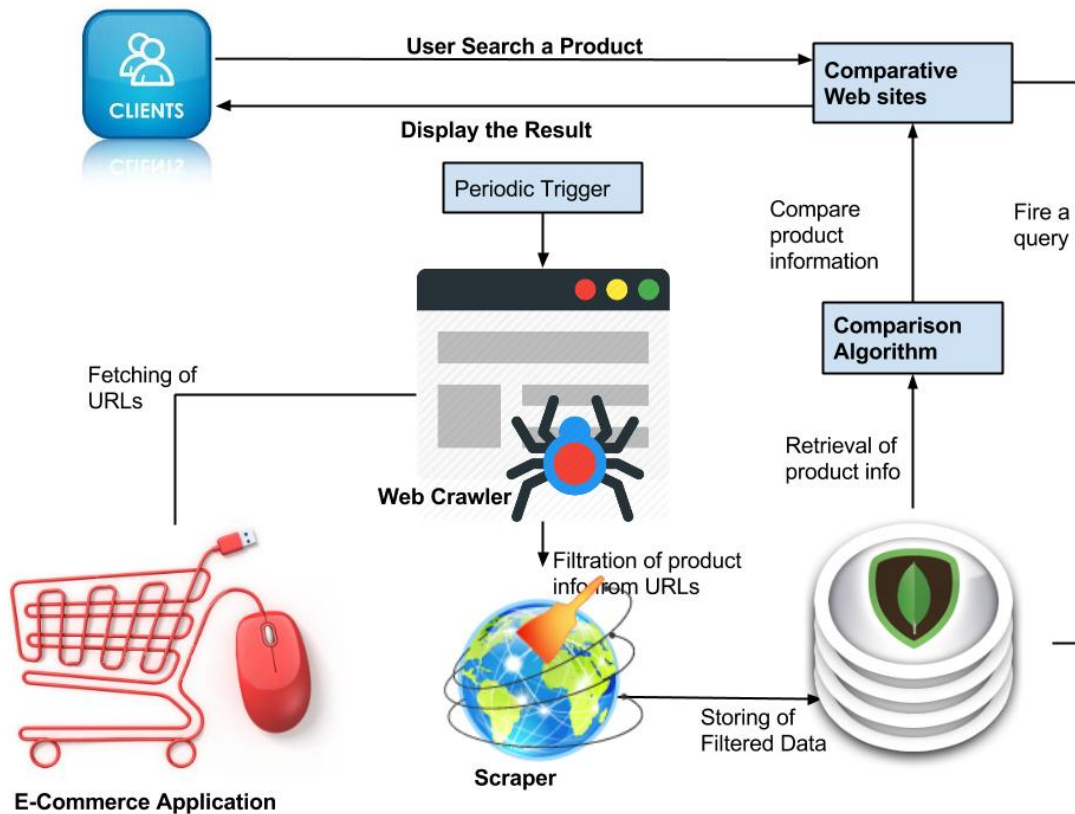 User Search a Product
Comparative
Web sites
CLIENTS
Display the Result
Periodic Trigger
Compare
product
information
Fire a
query
Comparison
Algorithm
Fetching of
URLs
Retrieval of
product info
Web Crawler
Filtration of product
info from URLs
Storing of
Filtered Data
Scraper
E-Commerce Application